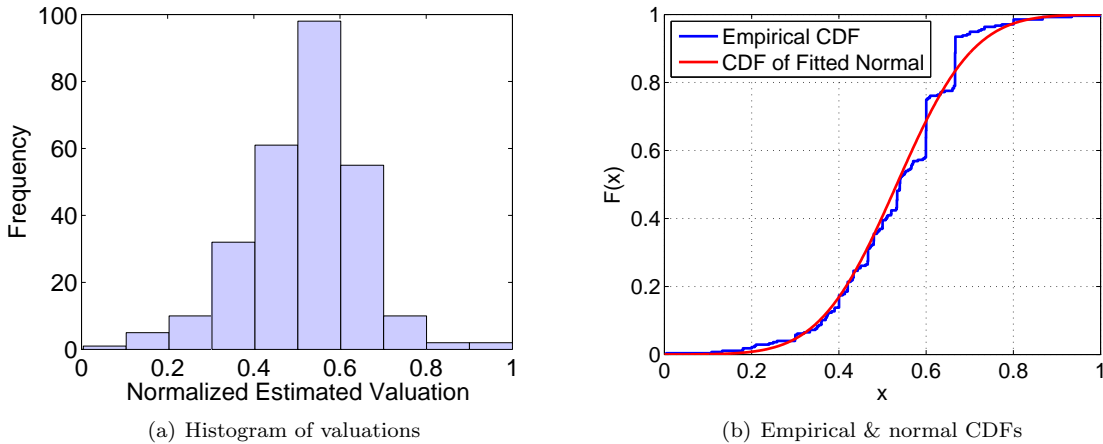 100
80
60
40
20
0
Frequency
0 0.2 0.4 0.6 0.8 1
Normalized Estimated Valuation
(a) Histogram of valuations
1
0.8
0.6
0.4
0.2
0
F(x)
Empirical CDF
CDF of Fitted Normal
0 0.2 0.4 0.6 0.8 1
x
(b) Empirical & normal CDFs